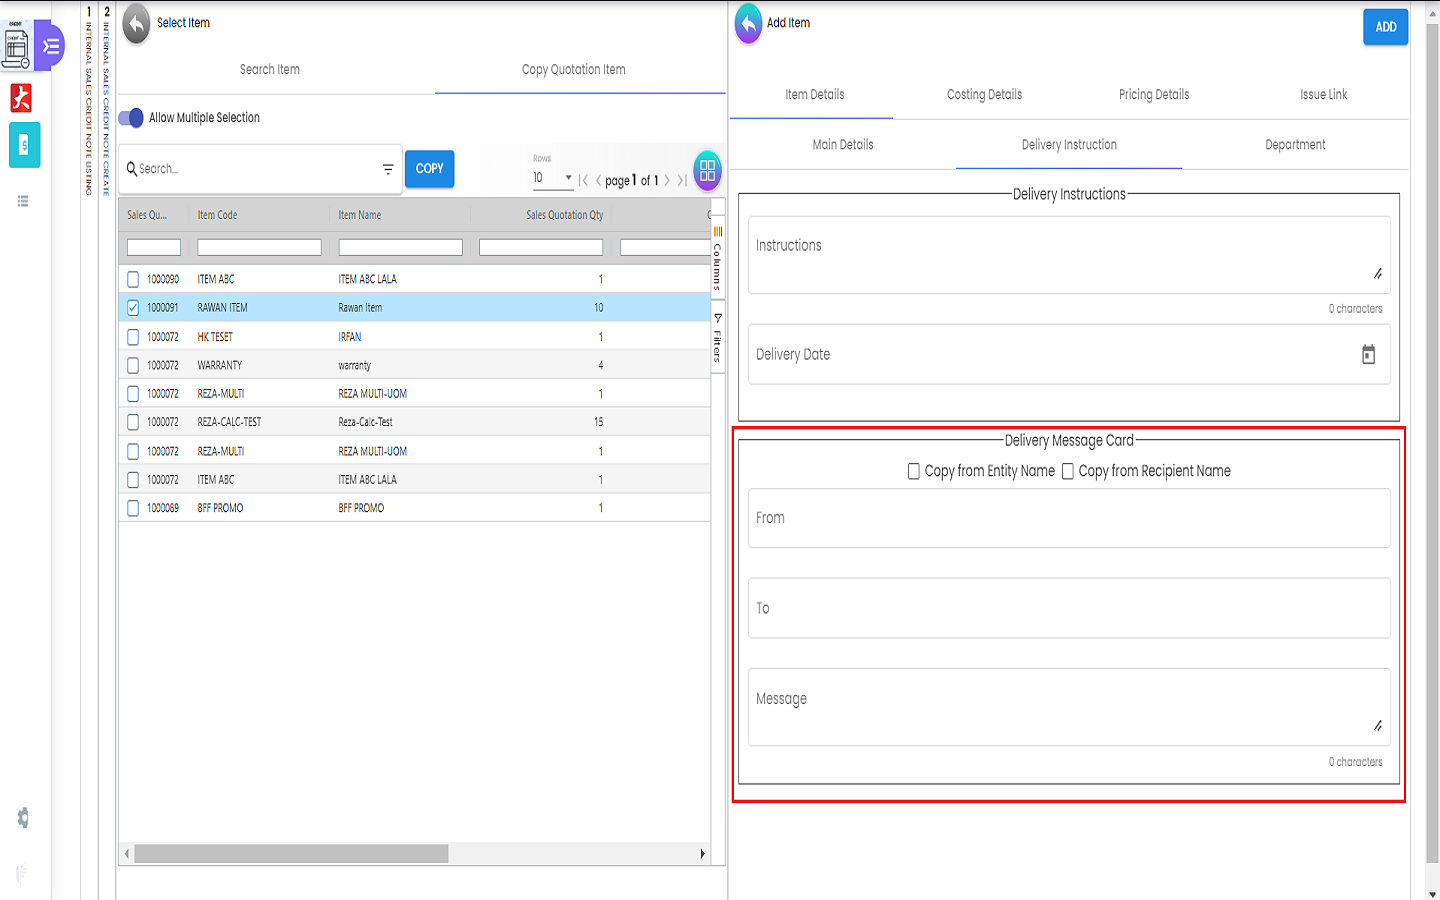 CREDIT
1 INTERNAL SALES CREDIT NOTE LISTING
2 INTERNAL SALES CREDIT NOTE CREATE
Select Item
Search Item
Copy Quotation Item
Allow Multiple Selection
Search...
COPY
Rows
10
page 1 of 1
Sales Qu...
Item Code
Item Name
Sales Quotation Qty
1000090 ITEM ABC ITEM ABC LALA 1
1000091 RAWAN ITEM Rawan Item 10
1000072 HK TESET IRFAN 1
1000072 WARRANTY warranty 4
1000072 REZA-MULTI REZA MULTI-UOM 1
1000072 REZA-CALC-TEST Reza-Calc-Test 15
1000072 REZA-MULTI REZA MULTI-UOM 1
1000072 ITEM ABC ITEM ABC LALA 1
1000089 BFF PROMO BFF PROMO 1
Columns
Filters
Add Item
ADD
Item Details
Costing Details
Pricing Details
Issue Link
Main Details
Delivery Instruction
Department
Delivery Instructions
Instructions
0 characters
Delivery Date
Delivery Message Card
Copy from Entity Name
Copy from Recipient Name
From
To
Message
0 characters